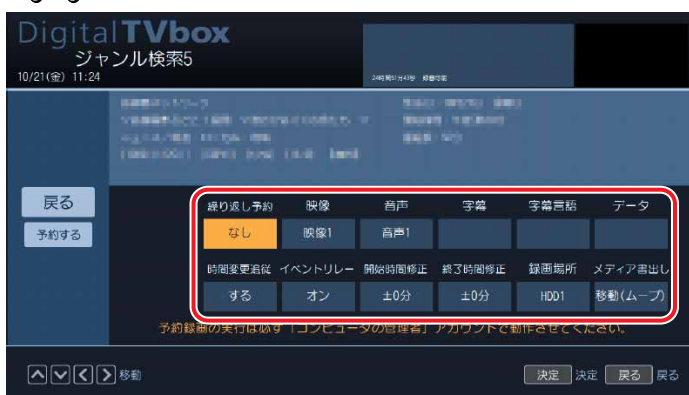 DigitalTVbox
ジャンル検索5
10/21(金) 11:24
戻る
予約する
繰り返し予約 映像 音声 字幕 字幕言語 データ
なし 映像1 音声1
時間変更追従 イベントリレー 開始時間修正 終了時間修正 録画場所 メディア書出し
する オン ±0分 ±0分 HDD1 移動(ムーブ)
予約録画の実行は必ず「コンピュータの管理者」アカウントで動作させてください。
移動 決定 決定 戻る 戻る